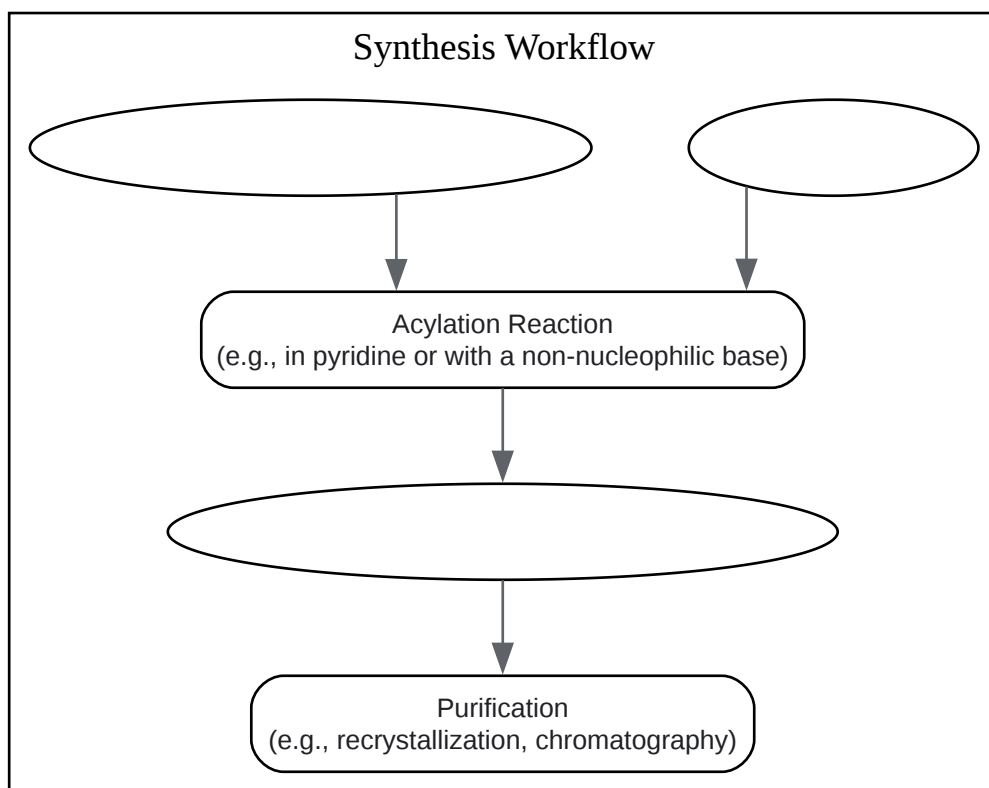 Synthesis Workflow
Acylation Reaction
(e.g., in pyridine or with a non-nucleophilic base)
Purification
(e.g., recrystallization, chromatography)